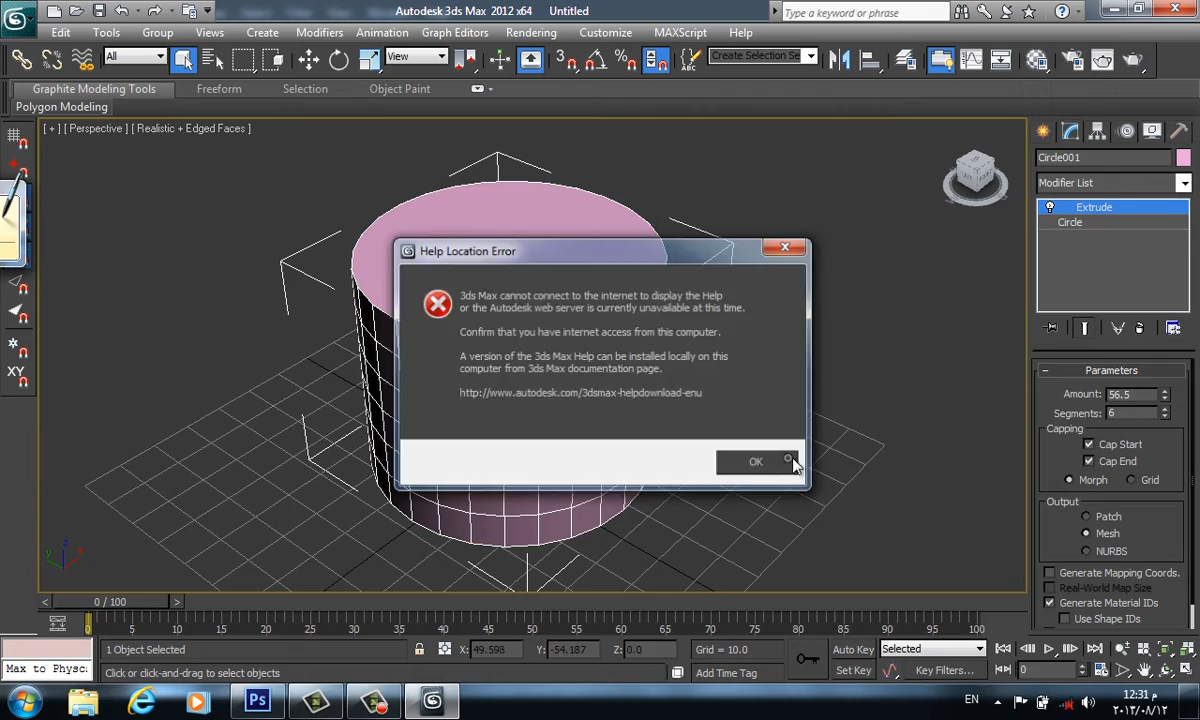 Autodesk 3ds Max 2012 x64 Untitled
Type a keyword or phrase
Edit Tools Group Views Create Modifiers Animation Graph Editors Rendering Customize MAXScript Help
All View 3 Create Selection Se
Graphite Modeling Tools Freeform Selection Object Paint
Polygon Modeling
[ + ] [ Perspective ] [ Realistic + Edged Faces ]
Circle001
Modifier List
Extrude
Circle
Help Location Error
3ds Max cannot connect to the internet to display the Help
or the Autodesk web server is currently unavailable at this time.
Confirm that you have internet access from this computer.
A version of the 3ds Max Help can be installed locally on this
computer from 3ds Max documentation page.
http://www.autodesk.com/3dsmax-helpdownload-enu
OK
XY
Parameters
Amount: 56.5
Segments: 6
Capping
Cap Start
Cap End
Morph Grid
Output
Patch
Mesh
NURBS
Generate Mapping Coords.
Real-World Map Size
Generate Material IDs
Use Shape IDs
z
y
x
0 / 100
0 5 10 15 20 25 30 35 40 45 50 55 60 65 70 75 80 85 90 95 100
1 Object Selected X: 49.598 Y: -54.187 Z: 0.0 Grid = 10.0 Auto Key Selected
Max to Physc Click or click-and-drag to select objects Add Time Tag Set Key Key Filters... 0
Ps
EN
12:31 م
٢٠١٣/٠٨/١٢